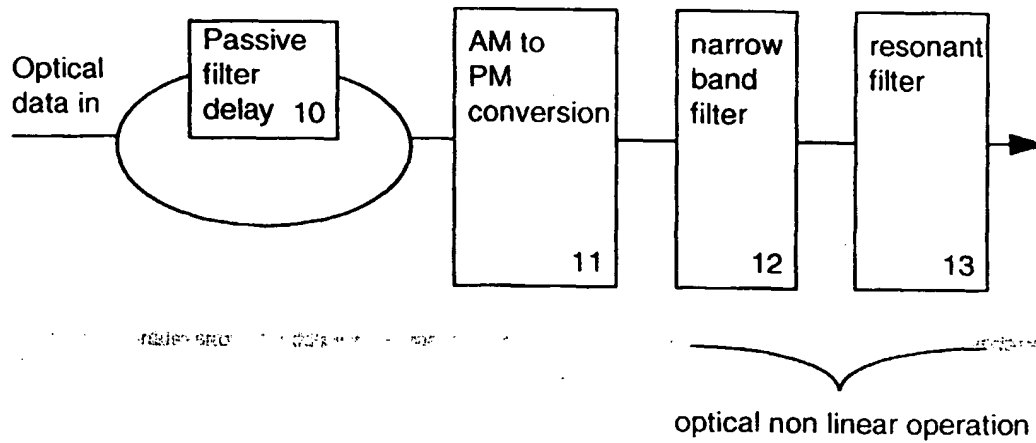 Optical
data in
Passive
filter
delay 10
AM to
PM
conversion
11
narrow
band
filter
12
resonant
filter
13
optical non linear operation